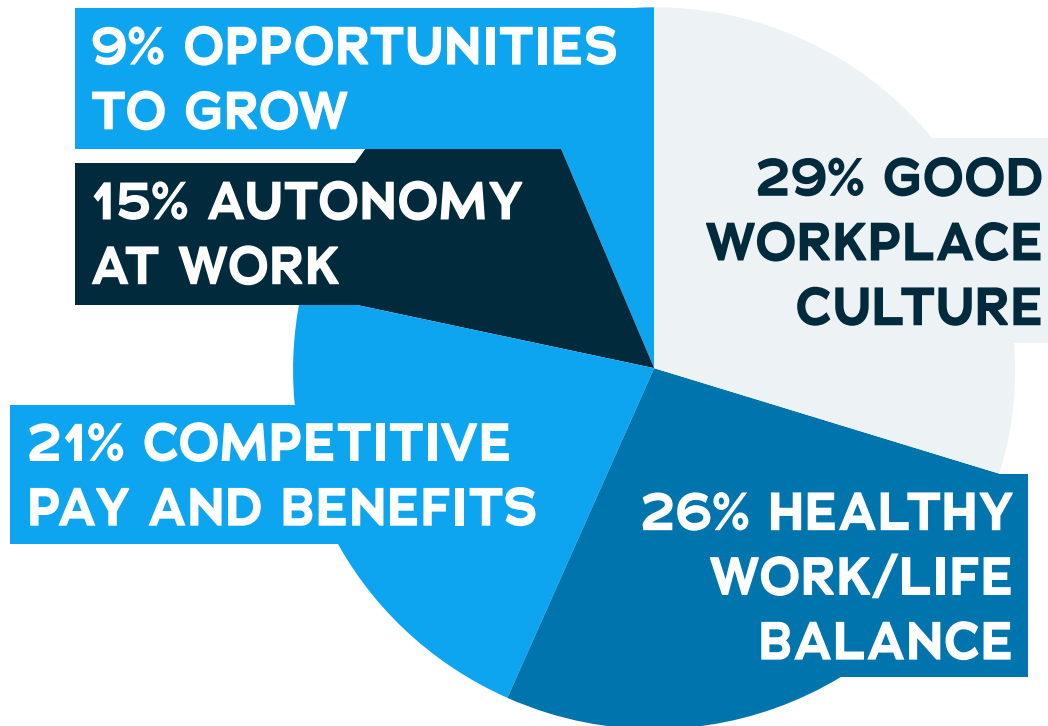 9% OPPORTUNITIES
TO GROW
15% AUTONOMY
AT WORK
29% GOOD
WORKPLACE
CULTURE
21% COMPETITIVE
PAY AND BENEFITS
26% HEALTHY
WORK/LIFE
BALANCE